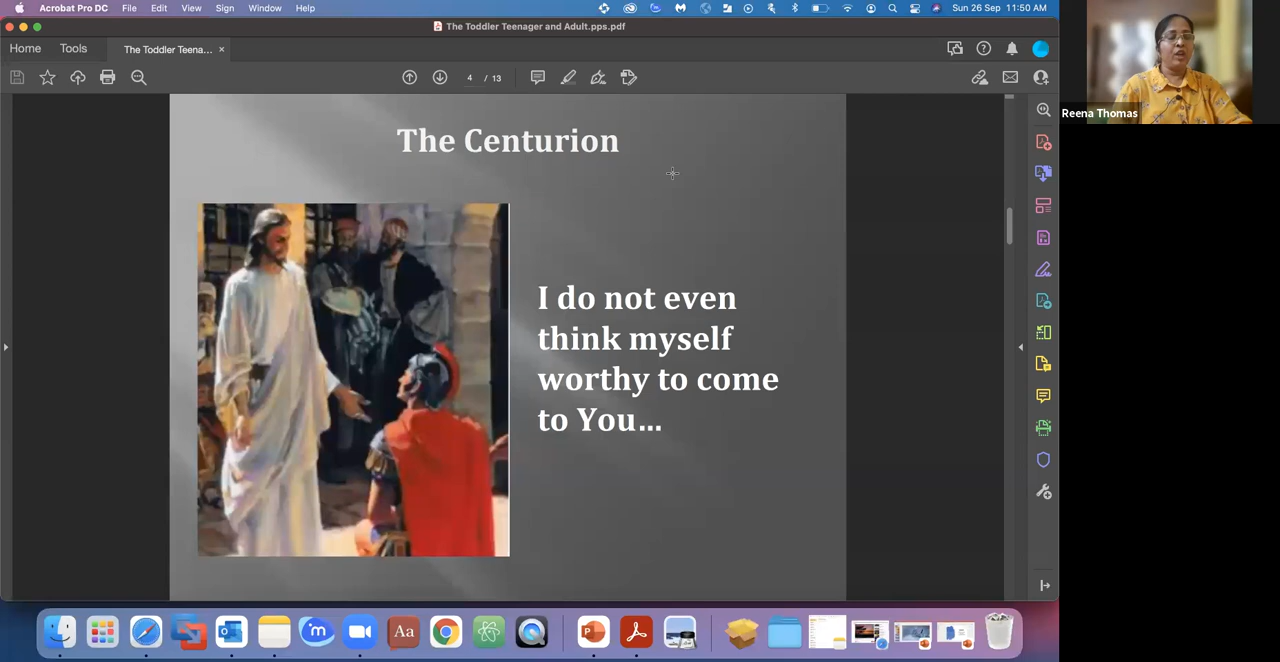 Acrobat Pro DC File Edit View Sign Window Help Sun 26 Sep 11:50 AM
The Toddler Teenager and Adult.pps.pdf
Home Tools The Toddler Teena... ×
4 / 13
Reena Thomas
The Centurion
I do not even
think myself
worthy to come
to You...
Aa